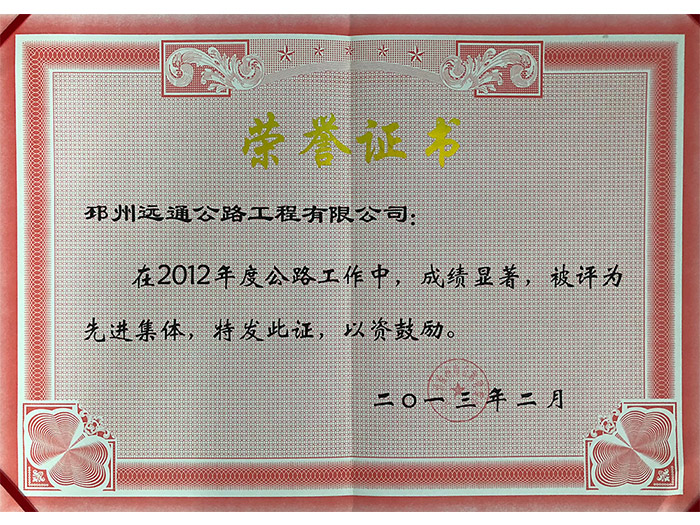 荣誉证书
邳州远通公路工程有限公司：
在2012年度公路工作中，成绩显著，被评为
先进集体，特发此证，以资鼓励。
二〇一三年二月